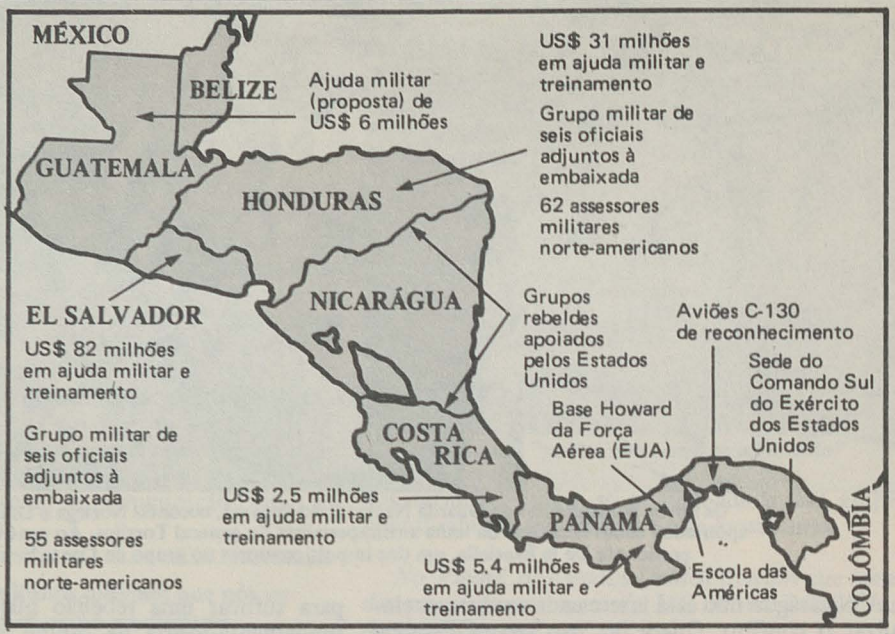 MÉXICO
BELIZE
Ajuda militar
(proposta) de
US$ 6 milhões
US$ 31 milhões
em ajuda militar e
treinamento
Grupo militar de
seis oficiais
adjuntos à
embaixada
62 assessores
militares
norte-americanos
GUATEMALA
HONDURAS
NICARÁGUA
EL SALVADOR
US$ 82 milhões
em ajuda militar e
treinamento
Grupo militar de
seis oficiais
adjuntos à
embaixada
55 assessores
militares
norte-americanos
Grupos
rebeldes
apoiados
pelos Estados
Unidos
Aviões C-130
de reconhecimento
Sede do
Comando Sul
do Exército
dos Estados
Unidos
Base Howard
da Força
Aérea (EUA)
COSTA
RICA
US$ 2,5 milhões
em ajuda militar e
treinamento
PANAMÁ
US$ 5.4 milhões
em ajuda militar e
treinamento
Escola das
Américas
COLÔMBIA